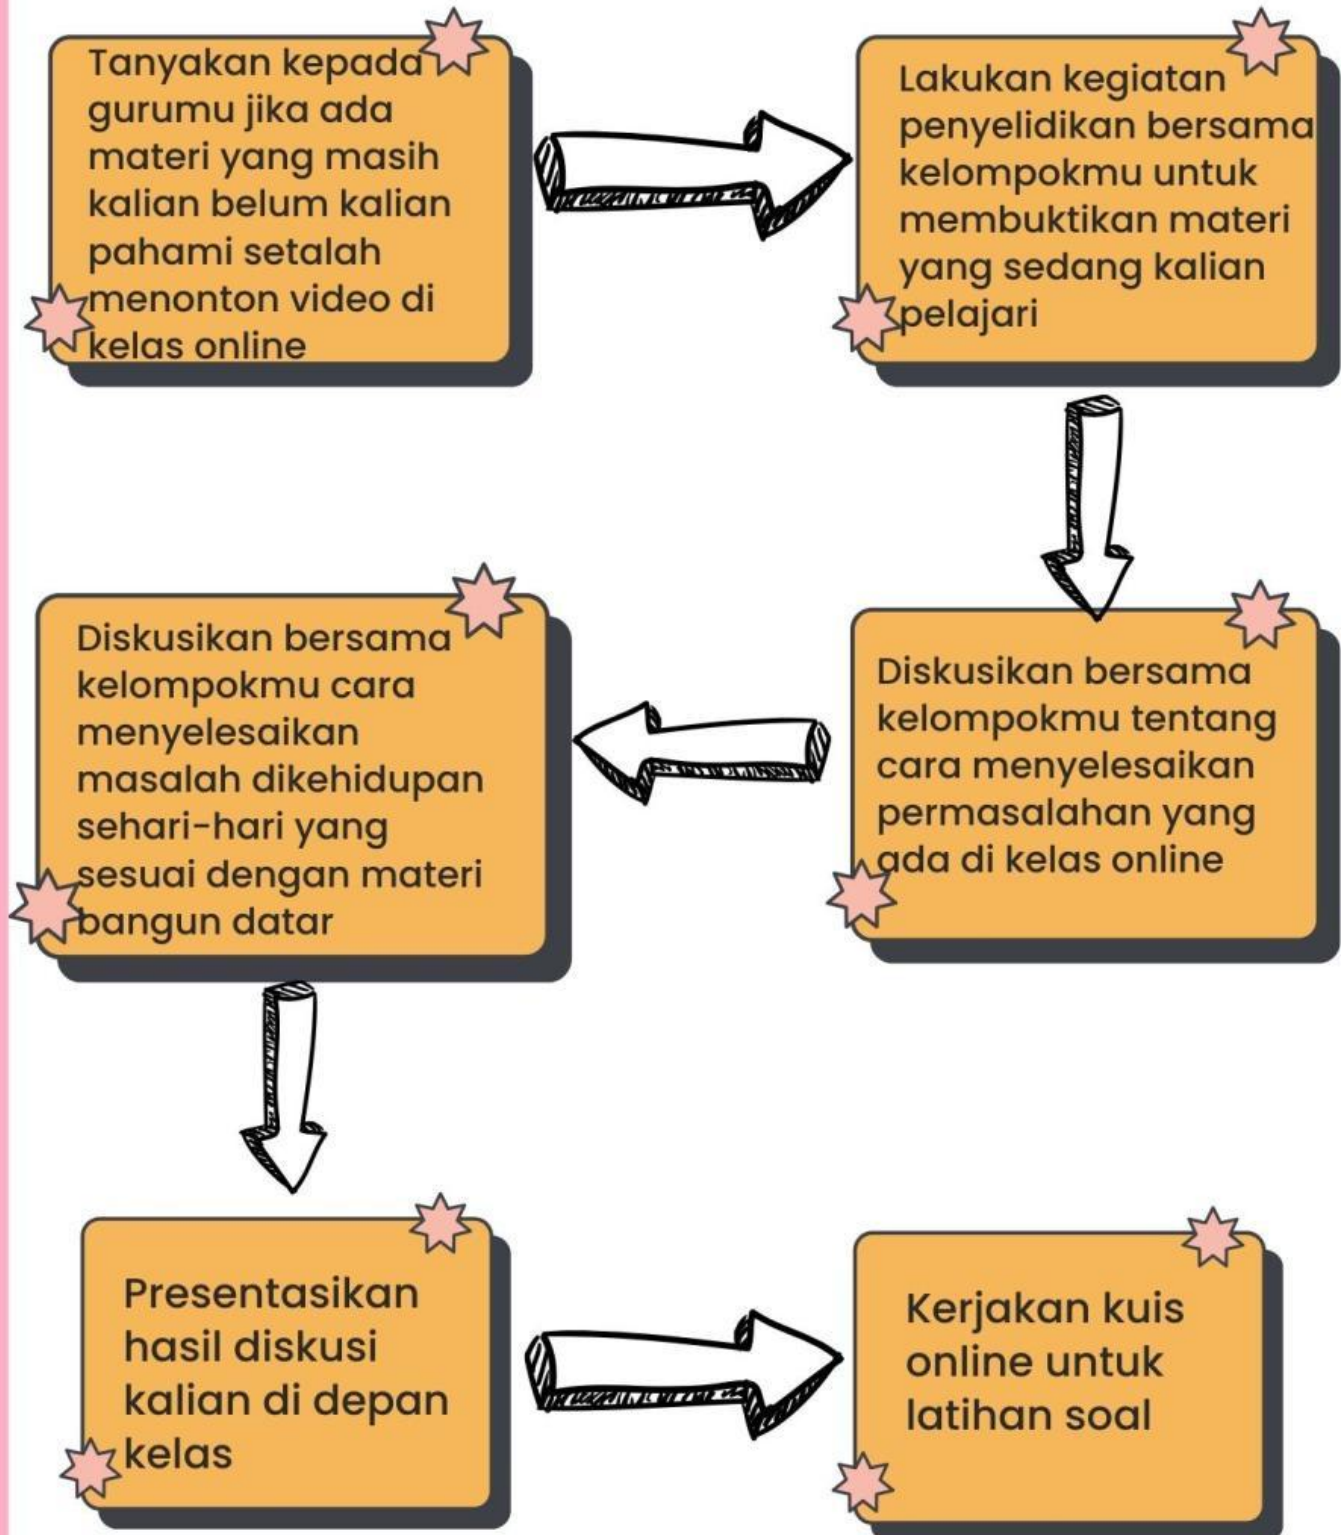 Tanyakan kepada
gurumu jika ada
materi yang masih
kalian belum kalian
pahami setalah
menonton video di
kelas online
Lakukan kegiatan
penyelidikan bersama
kelompokmu untuk
membuktikan materi
yang sedang kalian
pelajari
Diskusikan bersama
kelompokmu tentang
cara menyelesaikan
permasalahan yang
ada di kelas online
Diskusikan bersama
kelompokmu cara
menyelesaikan
masalah dikehidupan
sehari-hari yang
sesuai dengan materi
bangun datar
Presentasikan
hasil diskusi
kalian di depan
kelas
Kerjakan kuis
online untuk
latihan soal